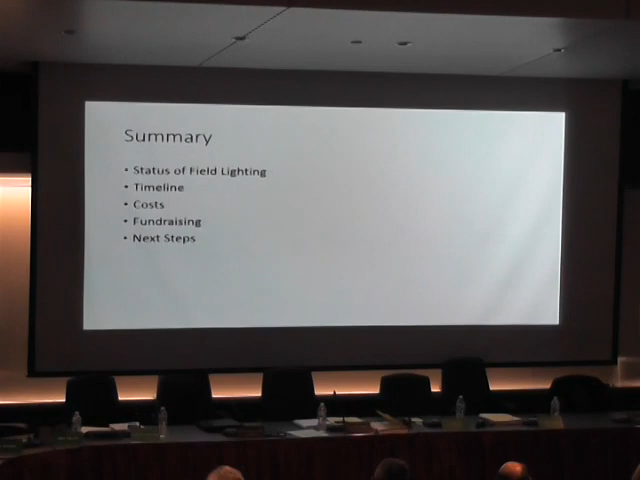 Summary
• Status of Field Lighting
• Timeline
• Costs
• Fundraising
• Next Steps